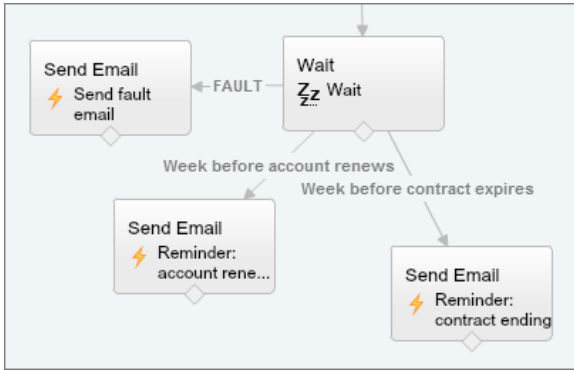 Send Email
Send fault
email
FAULT
Wait
Zz
z...
Wait
Week before account renews
Week before contract expires
Send Email
Reminder:
account rene...
Send Email
Reminder:
contract ending